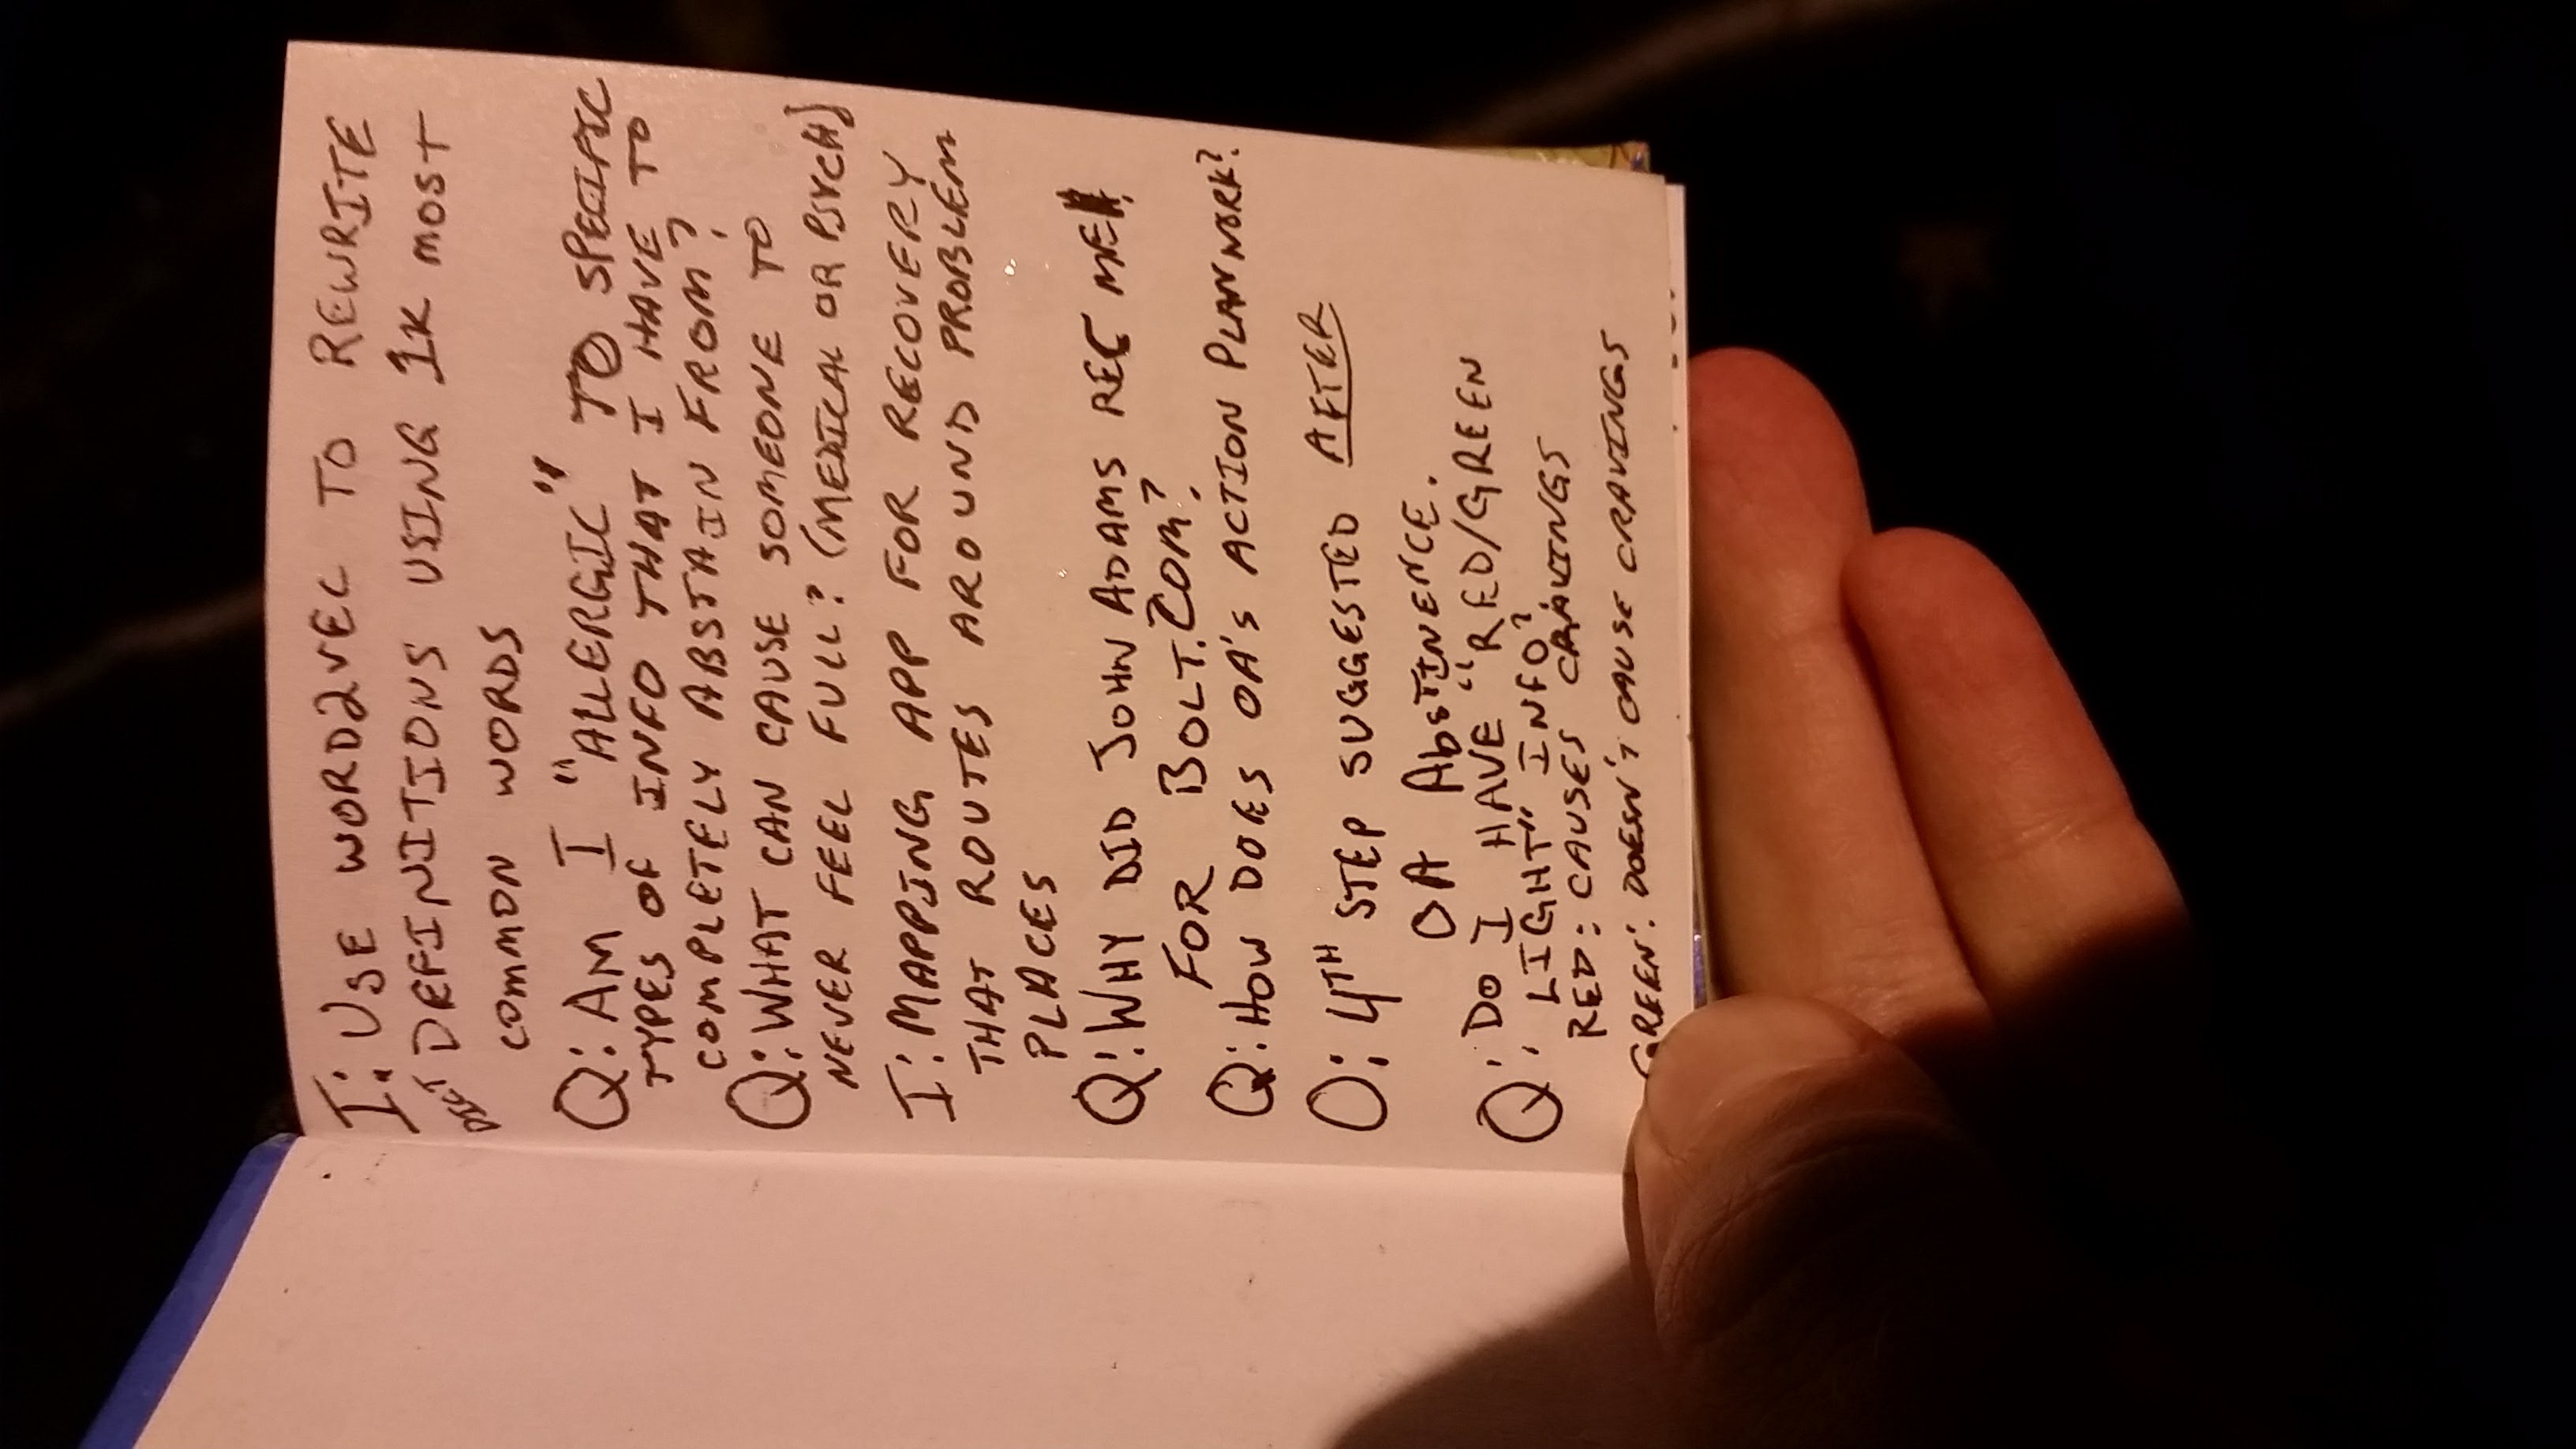 I: USE WORD2VEC TO REWRITE
DICT DEFINITIONS USING 1K MOST
COMMON WORDS
Q: AM I "ALLERGIC" TO SPECIFIC
TYPES OF INFO THAT I HAVE TO
COMPLETELY ABSTAIN FROM?
Q: WHAT CAN CAUSE SOMEONE TO
NEVER FEEL FULL? (MEDICAL OR PSYCH)
I: MAPPING APP FOR RECOVERY
THAT ROUTES AROUND PROBLEM
PLACES
Q: WHY DID JOHN ADAMS REC ME
FOR BOLT.COM?
Q: HOW DOES OA'S ACTION PLAN WORK?
O: 4TH STEP SUGGESTED AFTER
OA AbSTINENCE.
Q: DO I HAVE "RED/GREEN
LIGHT" INFO?
RED: CAUSES CRAVINGS
GREEN: DOESN'T CAUSE CRAVINGS